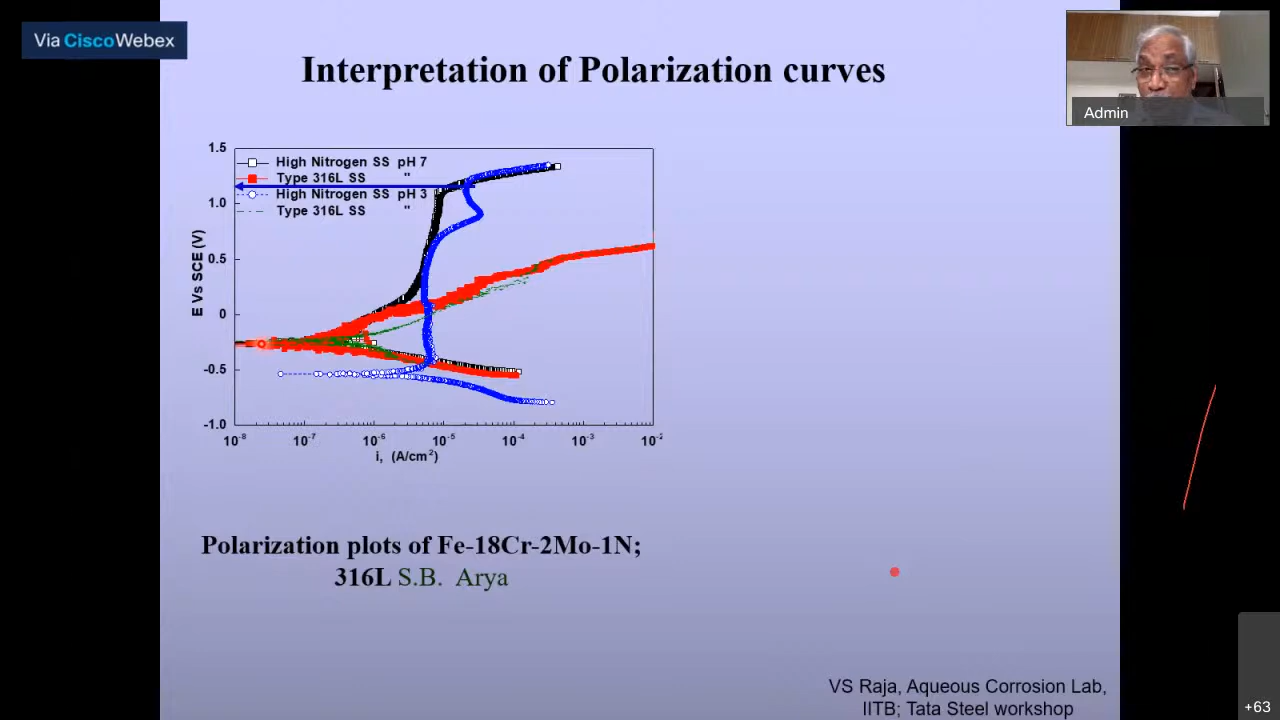 Via CiscoWebex
Interpretation of Polarization curves
Admin
High Nitrogen SS pH 7
Type 316L SS "
High Nitrogen SS pH 3
Type 316L SS "
1.5
1.0
0.5
0
-0.5
-1.0
E Vs SCE (V)
10-8 10-7 10-6 10-5 10-4 10-3 10-2
i, (A/cm2)
Polarization plots of Fe-18Cr-2Mo-1N;
316L S.B. Arya
VS Raja, Aqueous Corrosion Lab,
IITB; Tata Steel workshop
+63